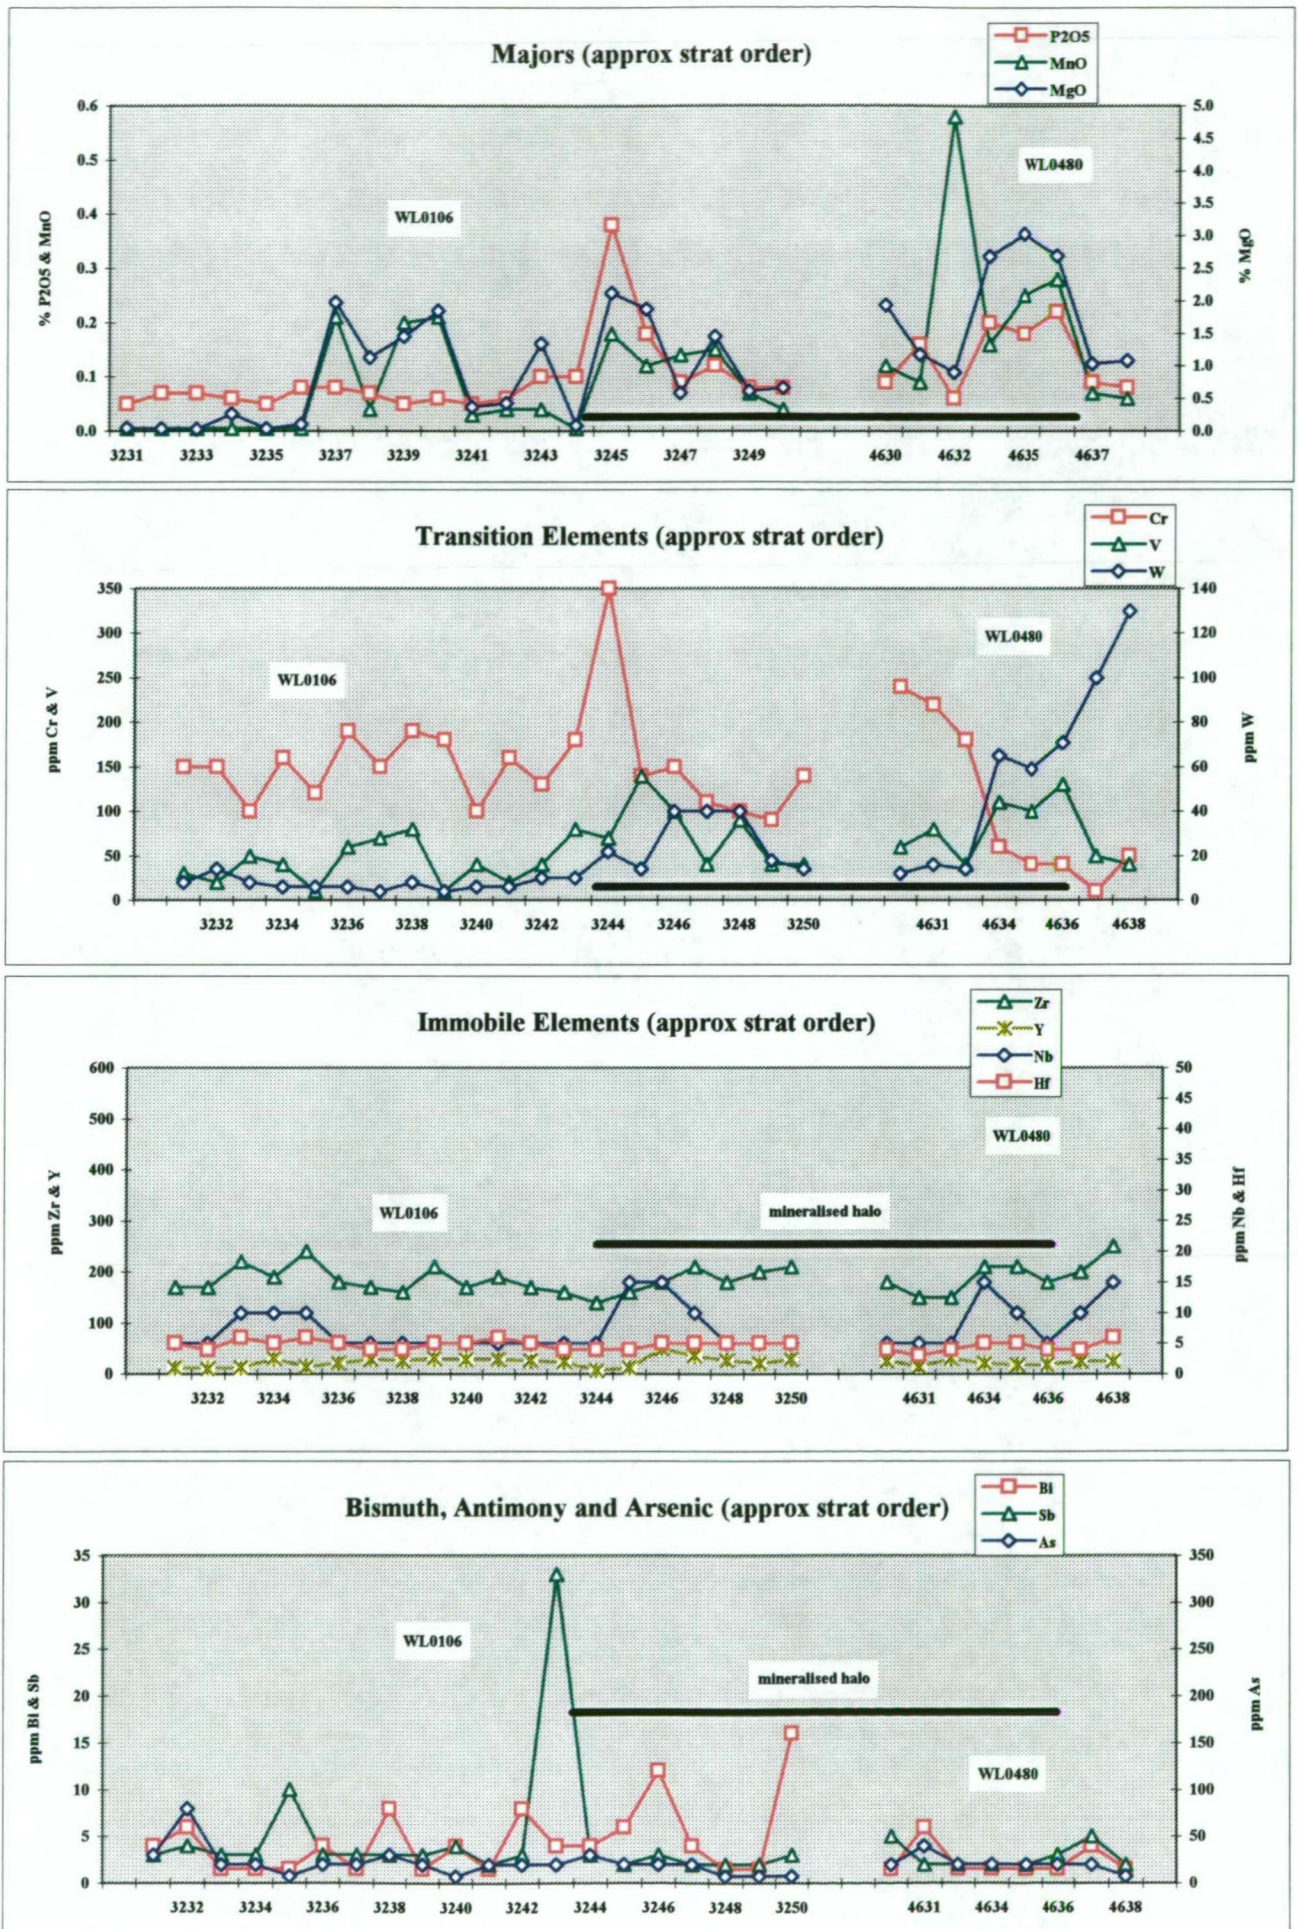 Majors (approx strat order)
P2O5
MnO
MgO
% P2O5 & MnO
0.6
0.5
0.4
0.3
0.2
0.1
0.0
WL0106
WL0480
5.0
4.5
4.0
3.5
3.0
2.5
2.0
1.5
1.0
0.5
0.0
% MgO
3231 3233 3235 3237 3239 3241 3243 3245 3247 3249 4630 4632 4635 4637
Transition Elements (approx strat order)
Cr
V
W
ppm Cr & V
350
300
250
200
150
100
50
0
WL0106
WL0480
140
120
100
80
60
40
20
0
ppm W
3232 3234 3236 3238 3240 3242 3244 3246 3248 3250 4631 4634 4636 4638
Immobile Elements (approx strat order)
Zr
Y
Nb
Hf
ppm Zr & Y
600
500
400
300
200
100
0
WL0106
mineralised halo
WL0480
50
45
40
35
30
25
20
15
10
5
0
ppm Nb & Hf
3232 3234 3236 3238 3240 3242 3244 3246 3248 3250 4631 4634 4636 4638
Bismuth, Antimony and Arsenic (approx strat order)
Bi
Sb
As
ppm Bi & Sb
35
30
25
20
15
10
5
0
WL0106
mineralised halo
WL0480
350
300
250
200
150
100
50
0
ppm As
3232 3234 3236 3238 3240 3242 3244 3246 3248 3250 4631 4634 4636 4638